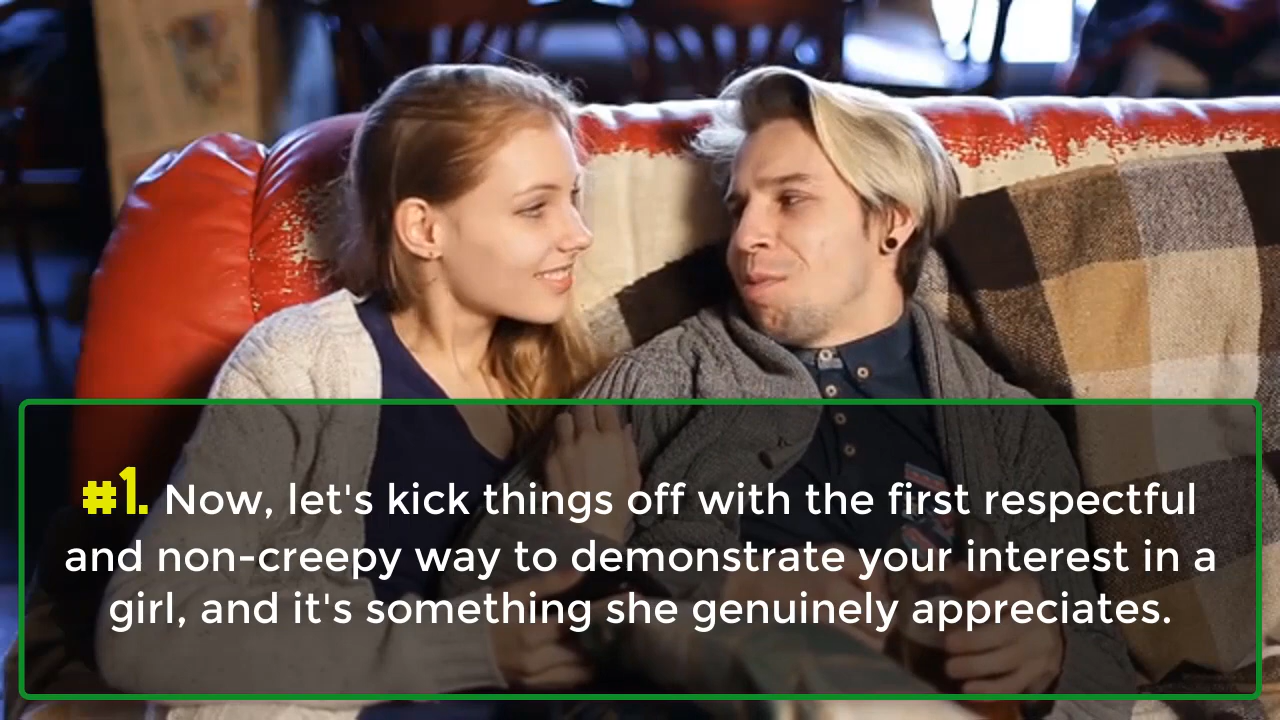 #1. Now, let's kick things off with the first respectful
and non-creepy way to demonstrate your interest in a
girl, and it's something she genuinely appreciates.